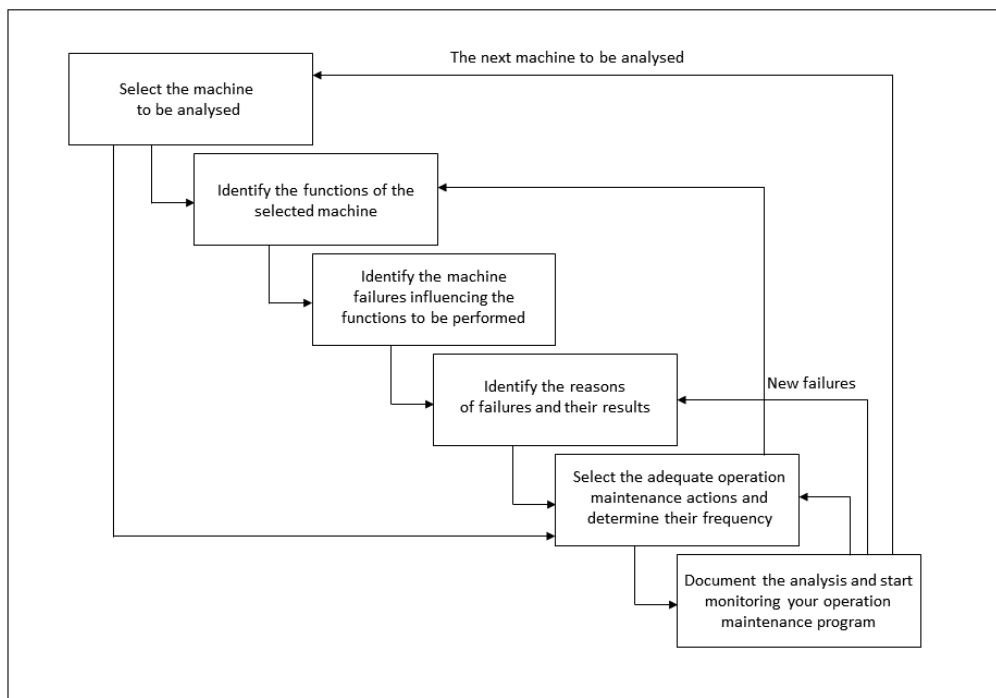 The next machine to be analysed
Select the machine
to be analysed
Identify the functions of the
selected machine
Identify the machine
failures influencing the
functions to be performed
Identify the reasons
of failures and their results
New failures
Select the adequate operation
maintenance actions and
determine their frequency
Document the analysis and start
monitoring your operation
maintenance program